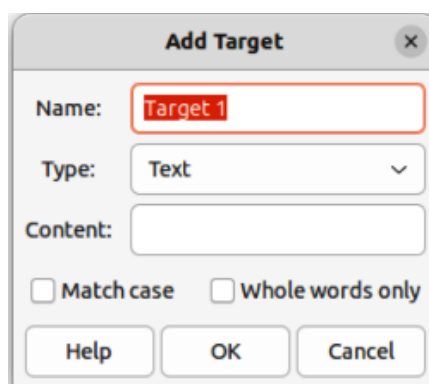 Add Target
Name: Target 1
Type: Text
Content:
Match case Whole words only
Help OK Cancel